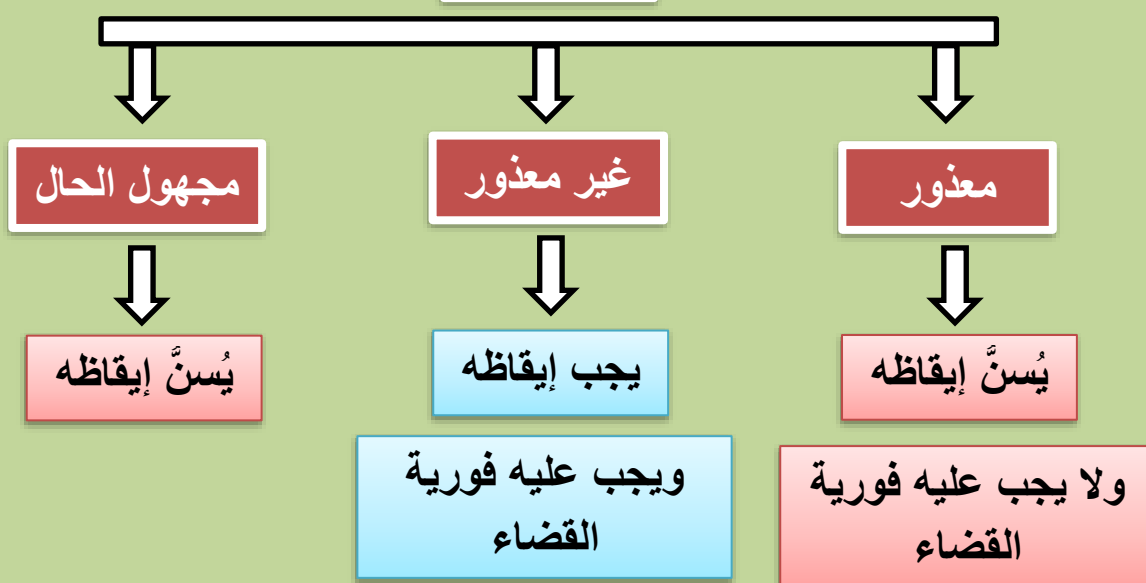 معذور
غير معذور
مجهول الحال
يُسنَّ إيقاظه
يجب إيقاظه
يُسنَّ إيقاظه
ولا يجب عليه فورية
القضاء
ويجب عليه فورية
القضاء